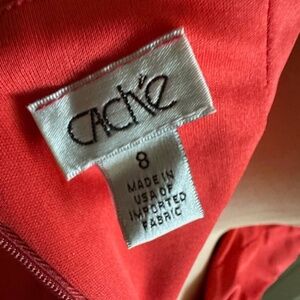 Caché
8
MADE IN
USA OF
IMPORTED
FABRIC